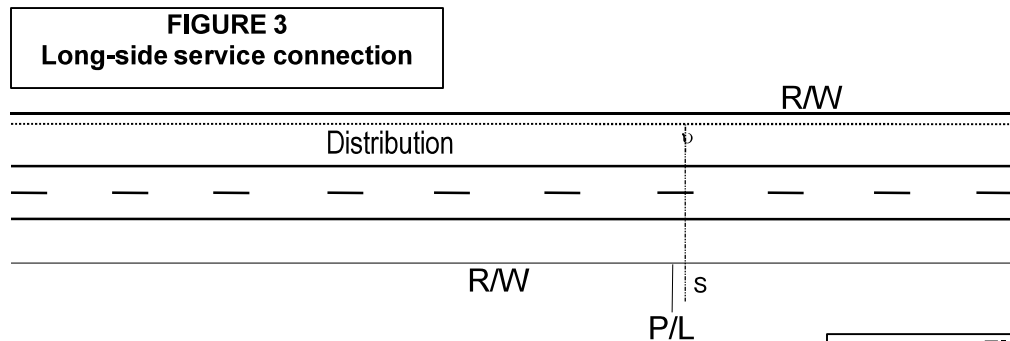 FIGURE 3
Long-side service connection
R/W
Distribution
R/W
S
P/L